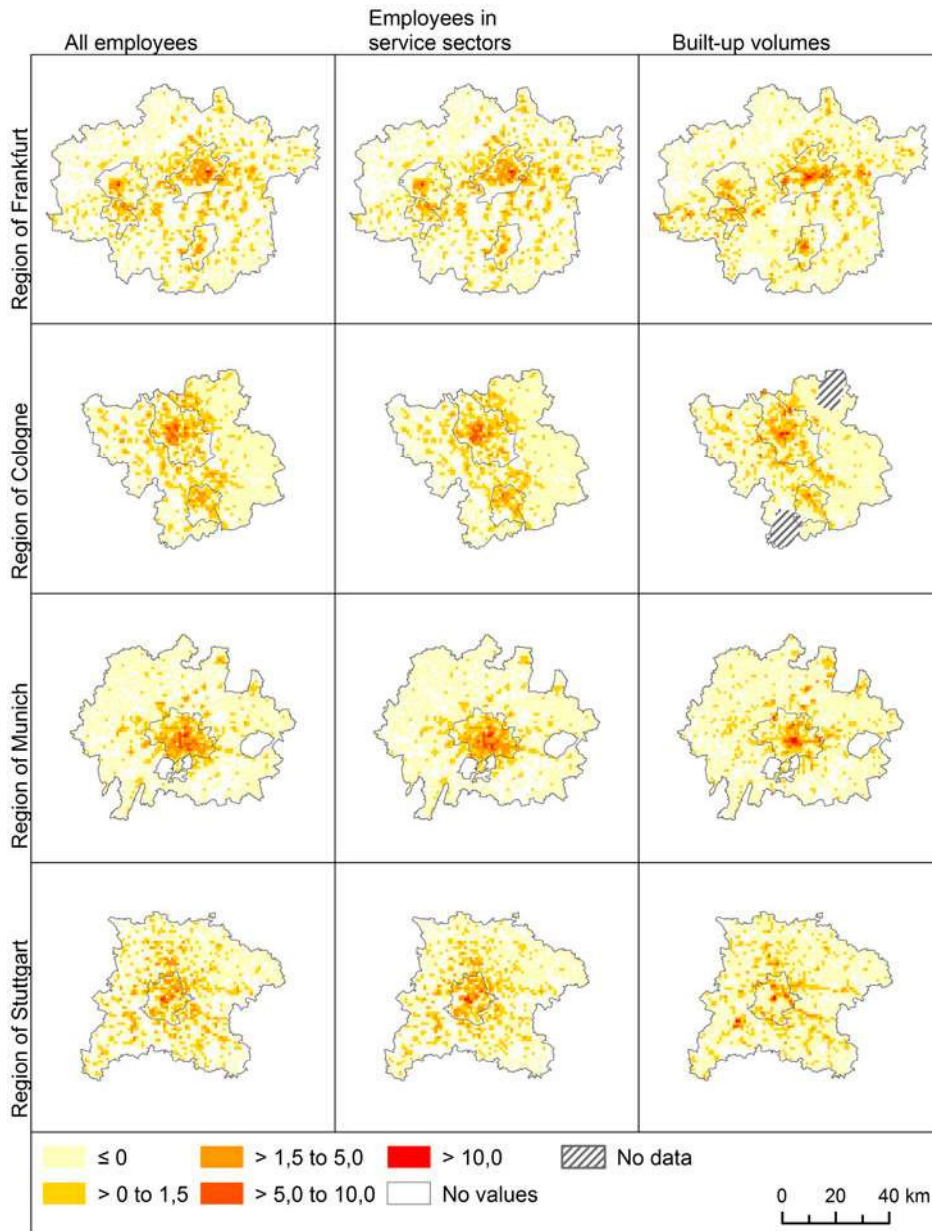 All employees
Employees in
service sectors
Built-up volumes
Region of Frankfurt
Region of Cologne
Region of Munich
Region of Stuttgart
≤ 0
> 1,5 to 5,0
> 10,0
No data
> 0 to 1,5
> 5,0 to 10,0
No values
0 20 40 km